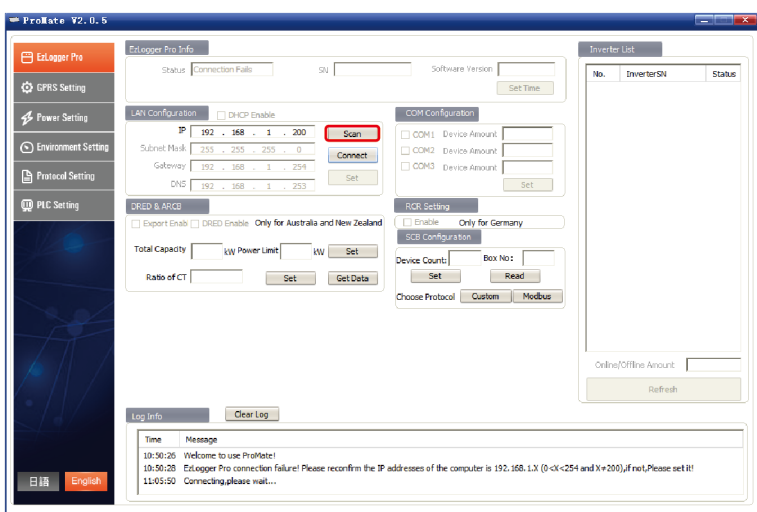 ProMate V2.0.5
EzLogger Pro
GPRS Setting
Power Setting
Environment Setting
Protocol Setting
PLC Setting
日語 English
EzLogger Pro Info
Status Connection Fails SN Software Version
Set Time
LAN Configuration DHCP Enable
IP 192 . 168 . 1 . 200 Scan
Subnet Mask 255 . 255 . 255 . 0
Connect
Gateway 192 . 168 . 1 . 254
Set
DNS 192 . 168 . 1 . 253
COM Configuration
COM1 Device Amount
COM2 Device Amount
COM3 Device Amount
Set
DRED & ARCB
Export Enab DRED Enable Only for Australia and New Zealand
Total Capacity kW Power Limit kW Set
Ratio of CT Set Get Data
RCR Setting
Enable Only for Germany
SCB Configuration
Device Count: Box No:
Set Read
Choose Protocol Custom Modbus
Inverter List
No. InverterSN Status
Online/Offline Amount
Refresh
Log Info Clear Log
Time Message
10:50:26 Welcome to use ProMate!
10:50:28 EzLogger Pro connection failure! Please reconfirm the IP addresses of the computer is 192.168.1.X (0<X<254 and X≠200),if not,Please set it!
11:05:50 Connecting,please wait...